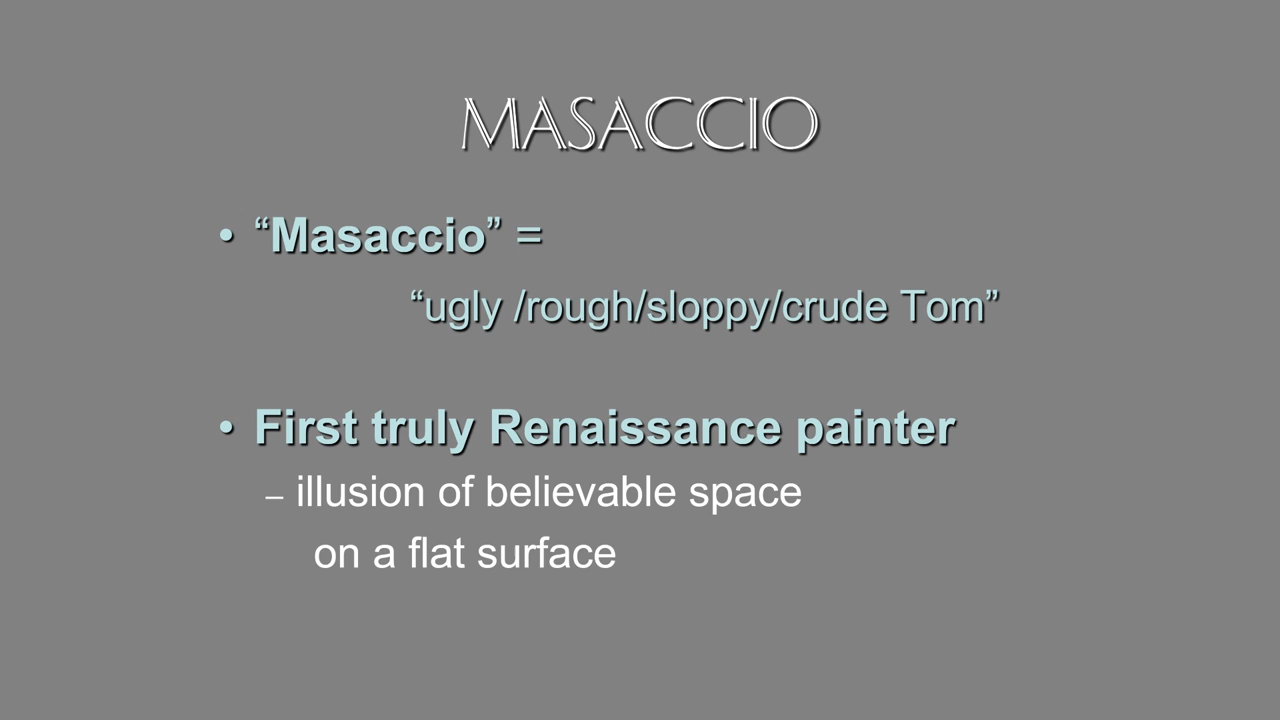 MASACCIO
• “Masaccio” =
“ugly /rough/sloppy/crude Tom”
• First truly Renaissance painter
– illusion of believable space
on a flat surface